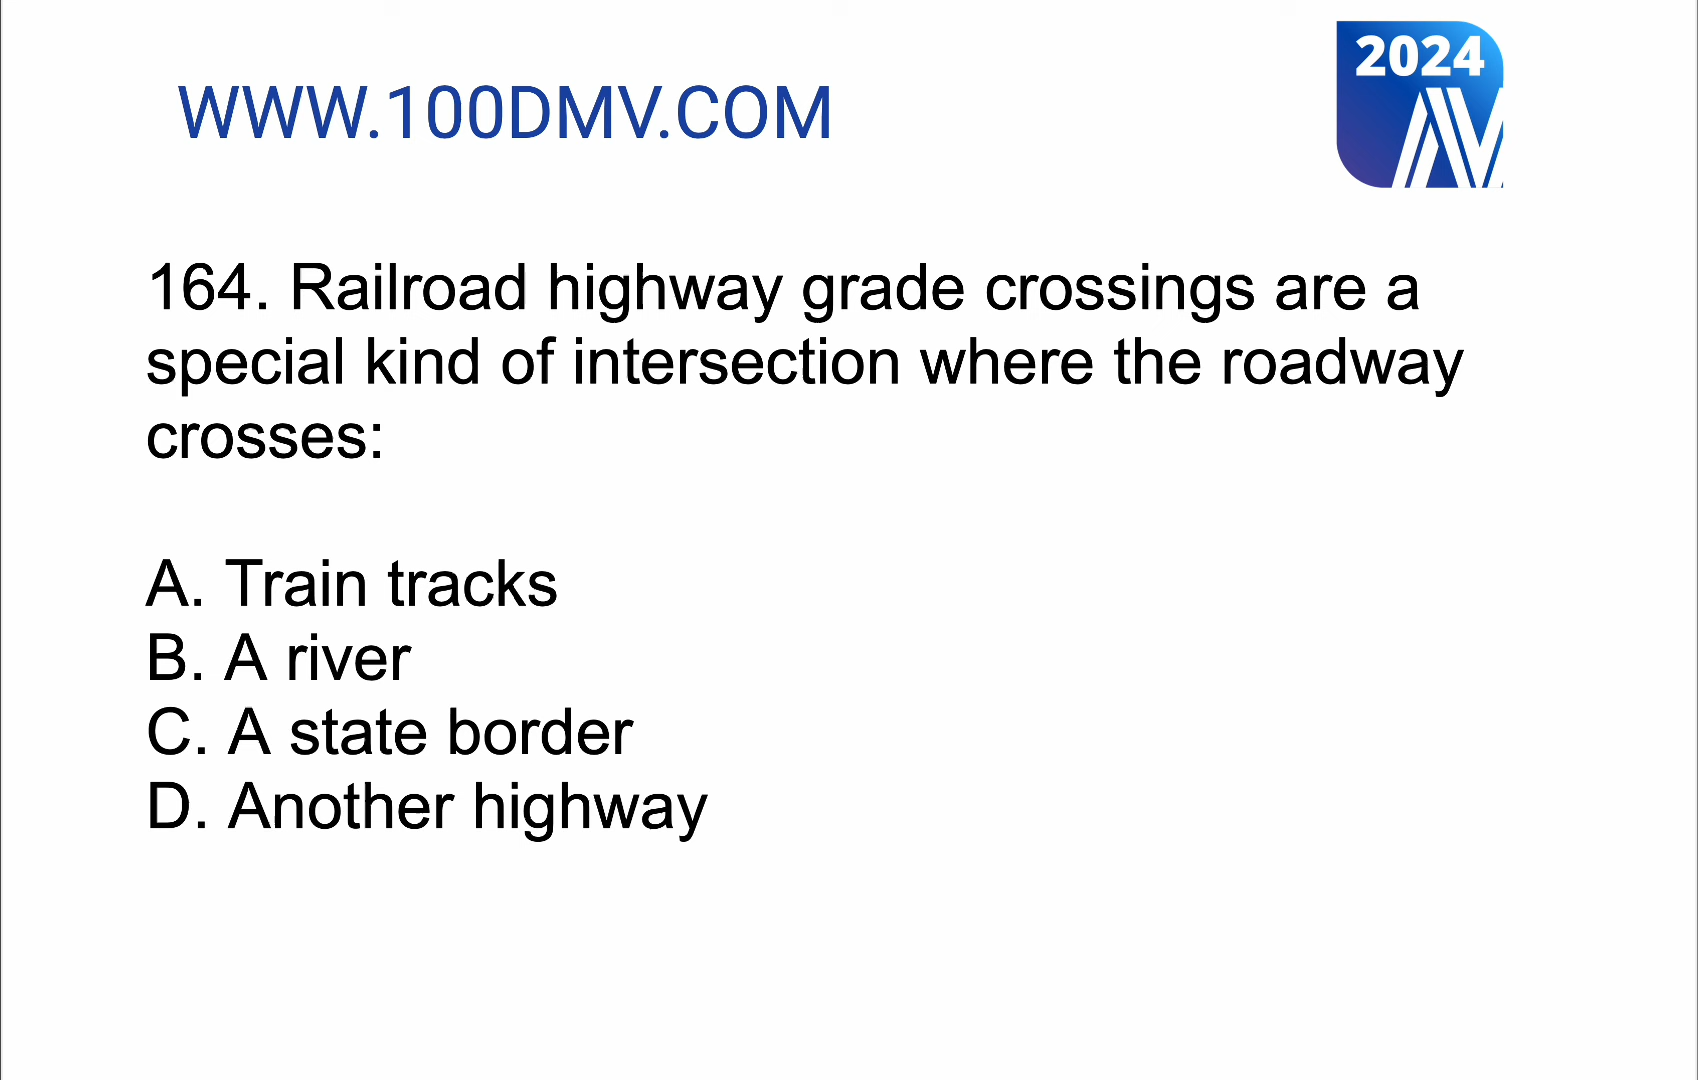 WWW.100DMV.COM
2024
164. Railroad highway grade crossings are a
special kind of intersection where the roadway
crosses:
A. Train tracks
B. A river
C. A state border
D. Another highway